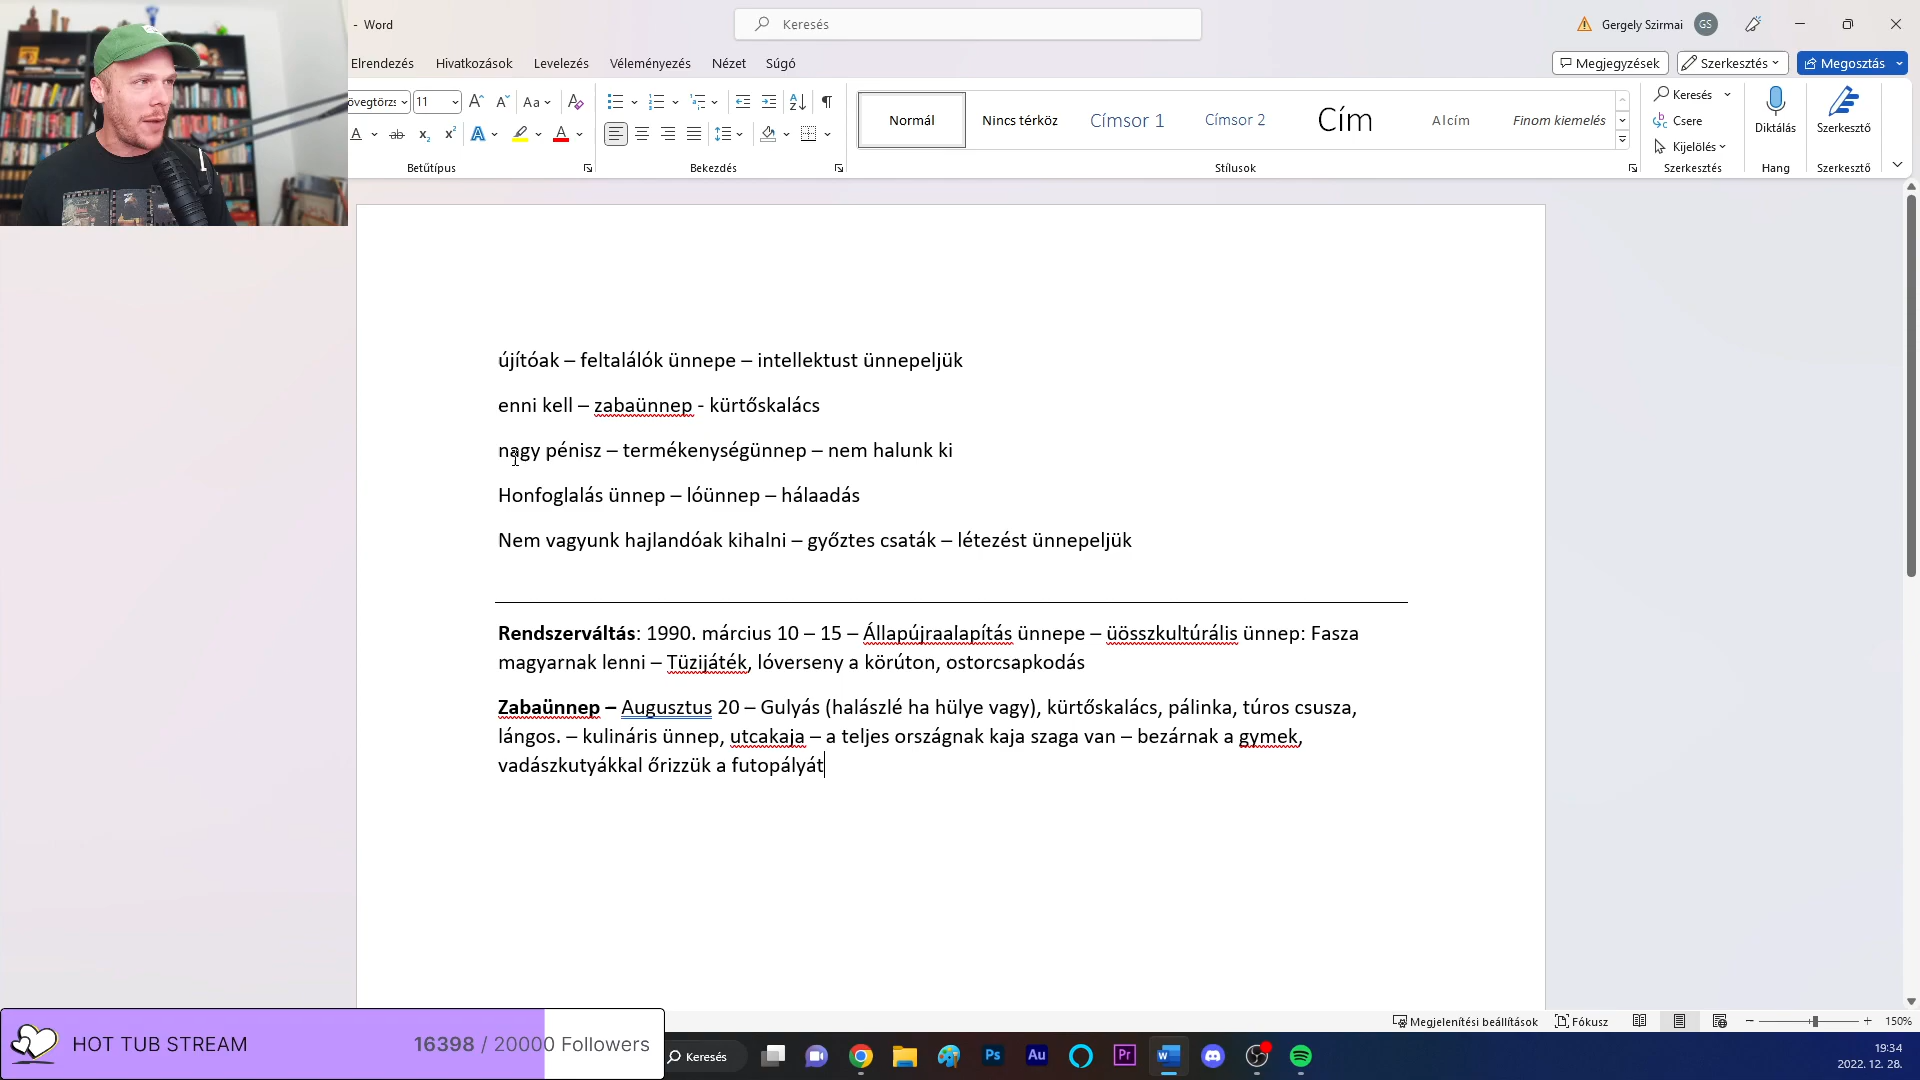 - Word
Keresés
Gergely Szirmai
GS
Elrendezés Hivatkozások Levelezés Véleményezés Nézet Súgó
Megjegyzések
Szerkesztés
Megosztás
övegtörzs
11
Aa
Betűtípus
Bekezdés
Normál
Nincs térköz
Címsor 1
Címsor 2
Cím
Alcím
Finom kiemelés
Stílusok
Keresés
Csere
Kijelölés
Szerkesztés
Diktálás
Hang
Szerkesztő
Szerkesztő
újítóak – feltalálók ünnepe – intellektust ünnepeljük
enni kell – zabaünnep - kürtőskalács
nagy pénisz – termékenységünnep – nem halunk ki
Honfoglalás ünnep – lóünnep – hálaadás
Nem vagyunk hajlandóak kihalni – győztes csaták – létezést ünnepeljük
Rendszerváltás: 1990. március 10 – 15 – Állapújraalapítás ünnepe – üösszkultúrális ünnep: Fasza
magyarnak lenni – Tüzijáték, lóverseny a körúton, ostorcsapkodás
Zabaünnep – Augusztus 20 – Gulyás (halászlé ha hülye vagy), kürtőskalács, pálinka, túros csusza,
lángos. – kulináris ünnep, utcakaja – a teljes országnak kaja szaga van – bezárnak a gymek,
vadászkutyákkal őrizzük a futopályát
HOT TUB STREAM
16398 / 20000 Followers
Megjelenítési beállítások
Fókusz
150%
Keresés
Ps
Au
Pr
W
19:34
2022. 12. 28.